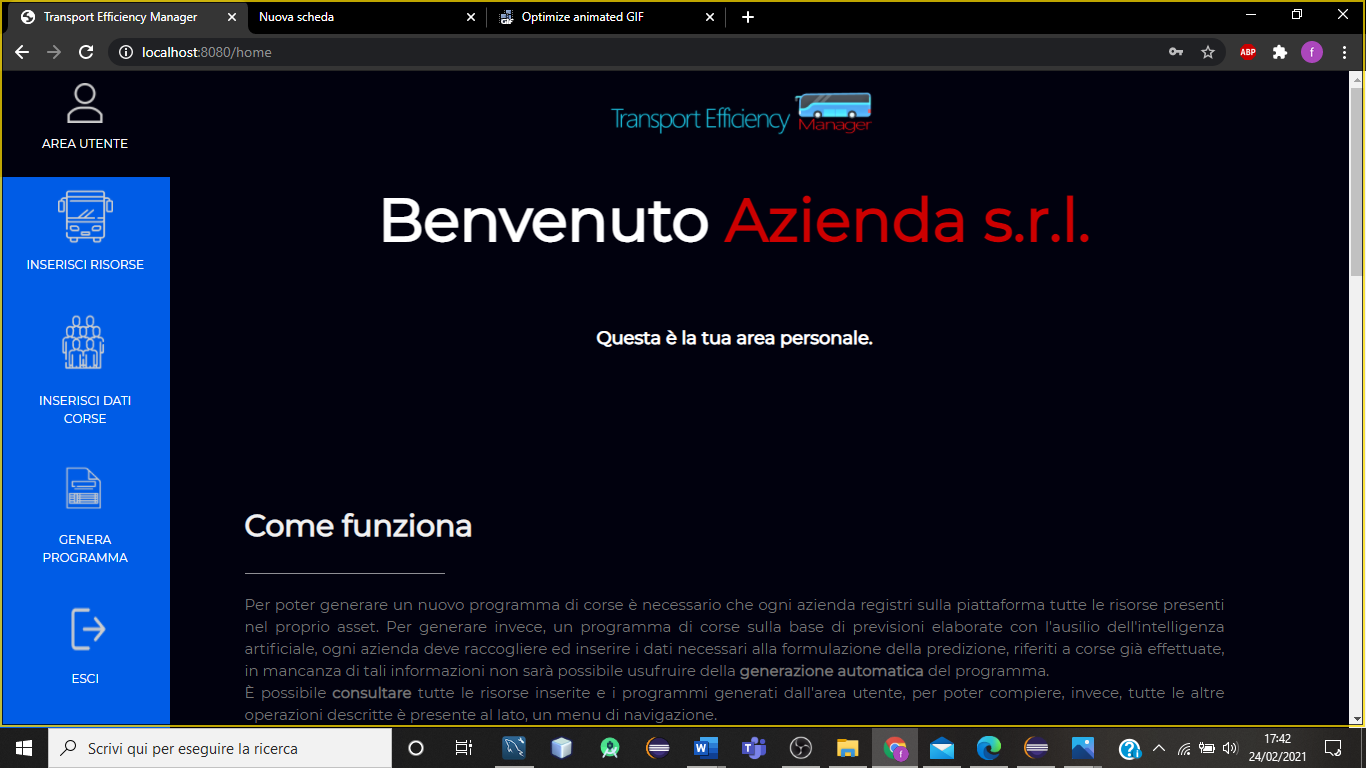 Transport Efficiency Manager
Nuova scheda
Optimize animated GIF
localhost:8080/home
ABP
f
AREA UTENTE
INSERISCI RISORSE
INSERISCI DATI
CORSE
GENERA
PROGRAMMA
ESCI
Transport Efficiency
Manager
Benvenuto Azienda s.r.l.
Questa è la tua area personale.
Come funziona
Per poter generare un nuovo programma di corse è necessario che ogni azienda registri sulla piattaforma tutte le risorse presenti
nel proprio asset. Per generare invece, un programma di corse sulla base di previsioni elaborate con l'ausilio dell'intelligenza
artificiale, ogni azienda deve raccogliere ed inserire i dati necessari alla formulazione della predizione, riferiti a corse già effettuate,
in mancanza di tali informazioni non sarà possibile usufruire della generazione automatica del programma.
È possibile consultare tutte le risorse inserite e i programmi generati dall'area utente, per poter compiere, invece, tutte le altre
operazioni descritte è presente al lato, un menu di navigazione.
Scrivi qui per eseguire la ricerca
17:42
24/02/2021